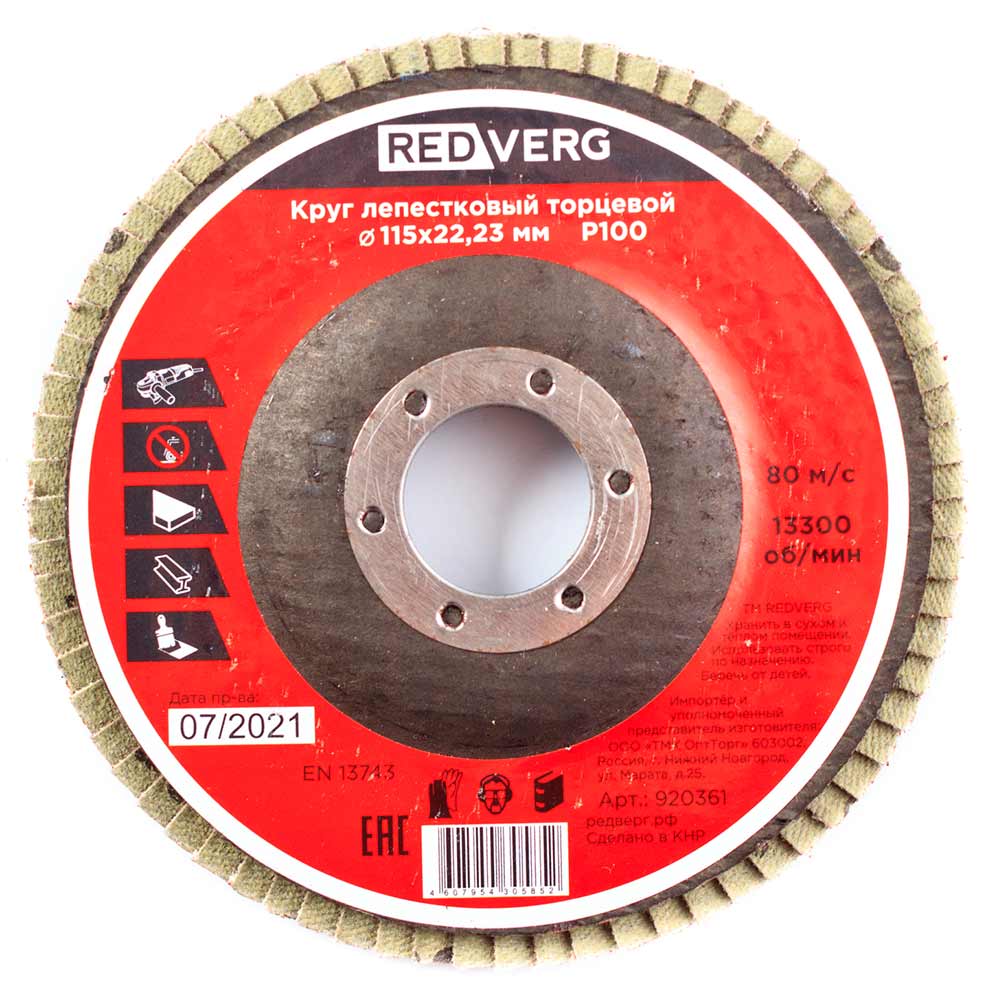 REDVERG
Круг лепестковый торцевой
⌀ 115x22,23 мм P100
80 м/с
13300
об/мин
ТМ REDVERG
Хранить в сухом и
теплом помещении.
Использовать строго
по назначению.
Беречь от детей.
Импортёр и
уполномоченный
представитель изготовителя:
ООО «ТМК ОптТорг» 603002,
Россия, г. Нижний Новгород,
ул. Марата, д.25.
Арт.: 920361
редверг.рф
Сделано в КНР
Дата пр-ва:
07/2021
EN 13743
EAC
4 607954 305852